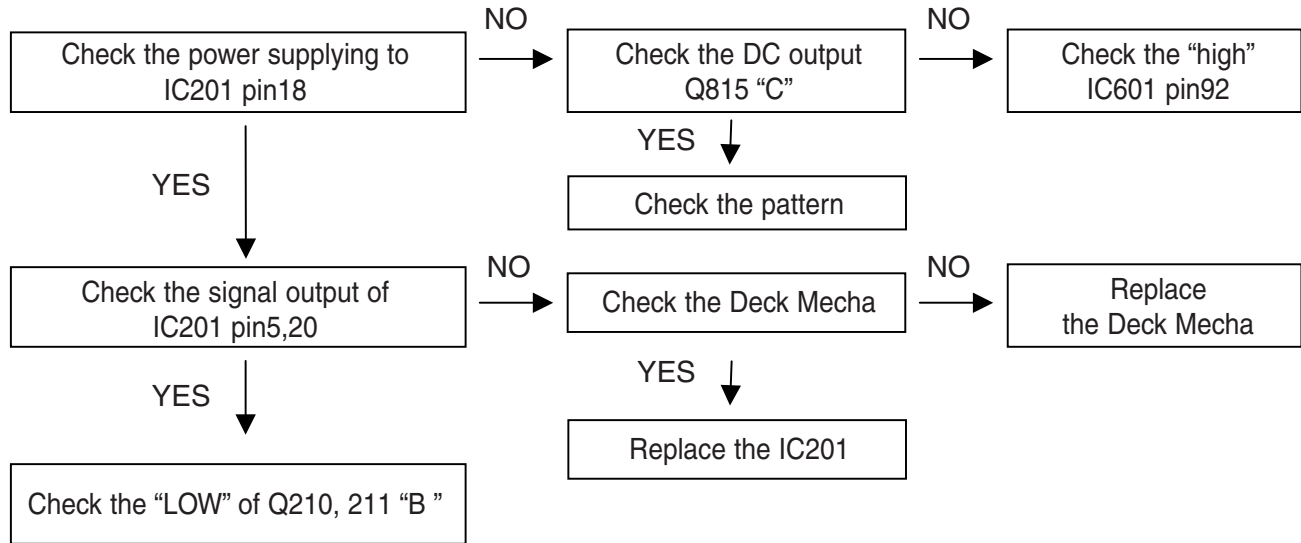 NO
NO
Check the power supplying to
IC201 pin18
Check the DC output
Q815 “C”
Check the “high”
IC601 pin92
YES
YES
Check the pattern
NO
NO
Check the signal output of
IC201 pin5,20
Check the Deck Mecha
Replace
the Deck Mecha
YES
YES
Replace the IC201
Check the “LOW” of Q210, 211 “B ”